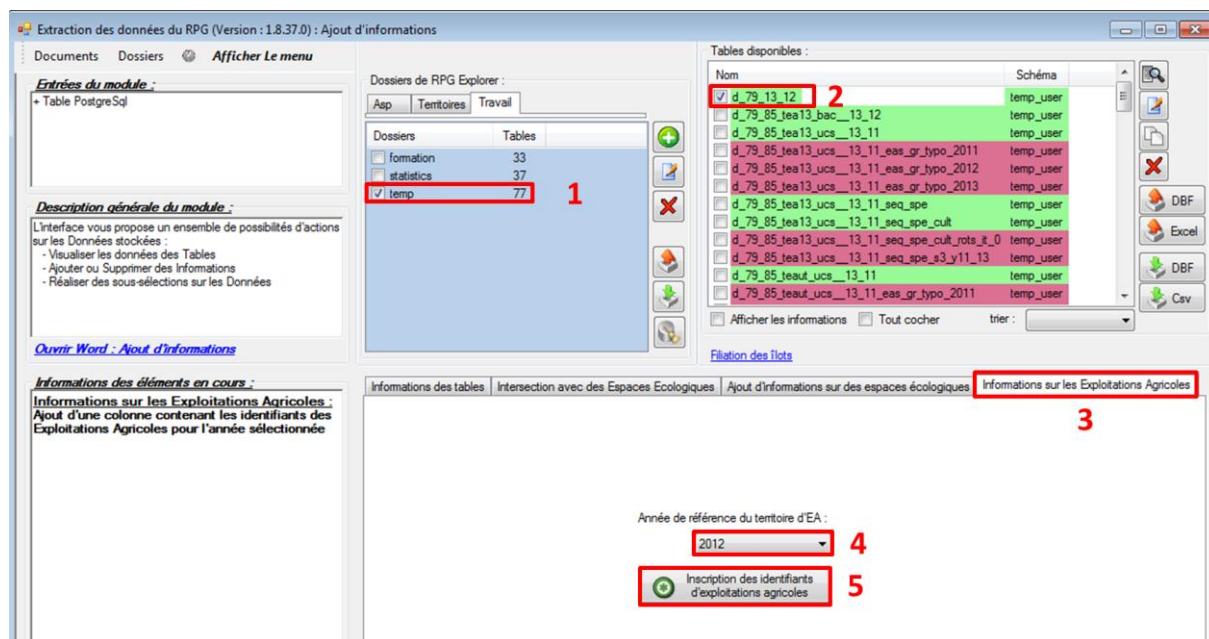 Extraction des données du RPG (Version : 1.8.37.0) : Ajout d'informations
Documents Dossiers Afficher Le menu
Entrées du module :
+ Table PostgreSql
Description générale du module :
L'interface vous propose un ensemble de possibilités d'actions
sur les Données stockées :
- Visualiser les données des Tables
- Ajouter ou Supprimer des Informations
- Réaliser des sous-sélections sur les Données
Ouvrir Word : Ajout d'informations
Informations des éléments en cours :
Informations sur les Exploitations Agricoles :
Ajout d'une colonne contenant les identifiants des
Exploitations Agricoles pour l'année sélectionnée
Dossiers de RPG Explorer :
Asp Territoires Travail
Dossiers Tables
formation 33
statistics 37
temp 77 1
Tables disponibles :
Nom Schéma
d_79_13_12 2 temp_user
d_79_85_tea13_bac__13_12 temp_user
d_79_85_tea13_ucs__13_11 temp_user
d_79_85_tea13_ucs__13_11_eas_gr_typo_2011 temp_user
d_79_85_tea13_ucs__13_11_eas_gr_typo_2012 temp_user
d_79_85_tea13_ucs__13_11_eas_gr_typo_2013 temp_user
d_79_85_tea13_ucs__13_11_seq_spe temp_user
d_79_85_tea13_ucs__13_11_seq_spe_cult temp_user
d_79_85_tea13_ucs__13_11_seq_spe_cult_rots_it_0 temp_user
d_79_85_tea13_ucs__13_11_seq_spe_s3_y11_13 temp_user
d_79_85_teaut_ucs__13_11 temp_user
d_79_85_teaut_ucs__13_11_eas_gr_typo_2011 temp_user
DBF
Excel
DBF
Csv
Afficher les informations Tout cocher trier :
Filiation des îlots
Informations des tables Intersection avec des Espaces Ecologiques Ajout d'informations sur des espaces écologiques Informations sur les Exploitations Agricoles
3
Année de référence du territoire d'EA :
2012 4
Inscription des identifiants
d'exploitations agricoles 5